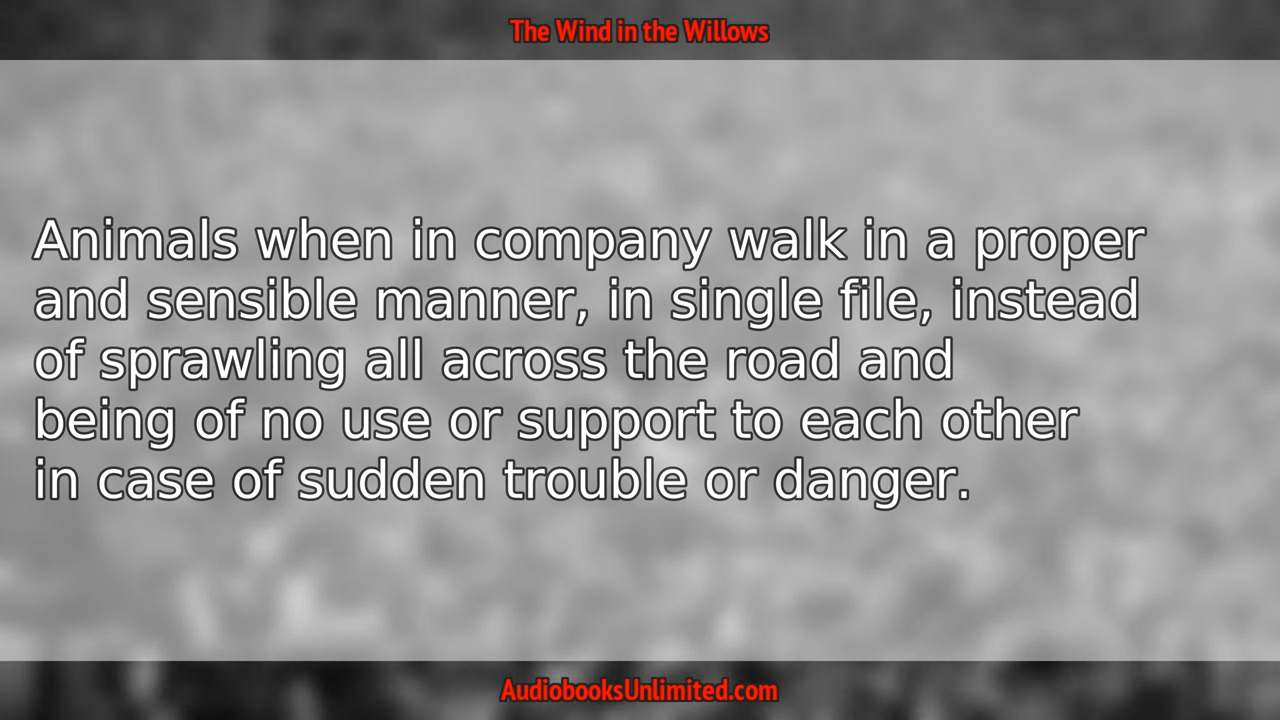 The Wind in the Willows
Animals when in company walk in a proper
and sensible manner, in single file, instead
of sprawling all across the road and
being of no use or support to each other
in case of sudden trouble or danger.
AudiobooksUnlimited.com